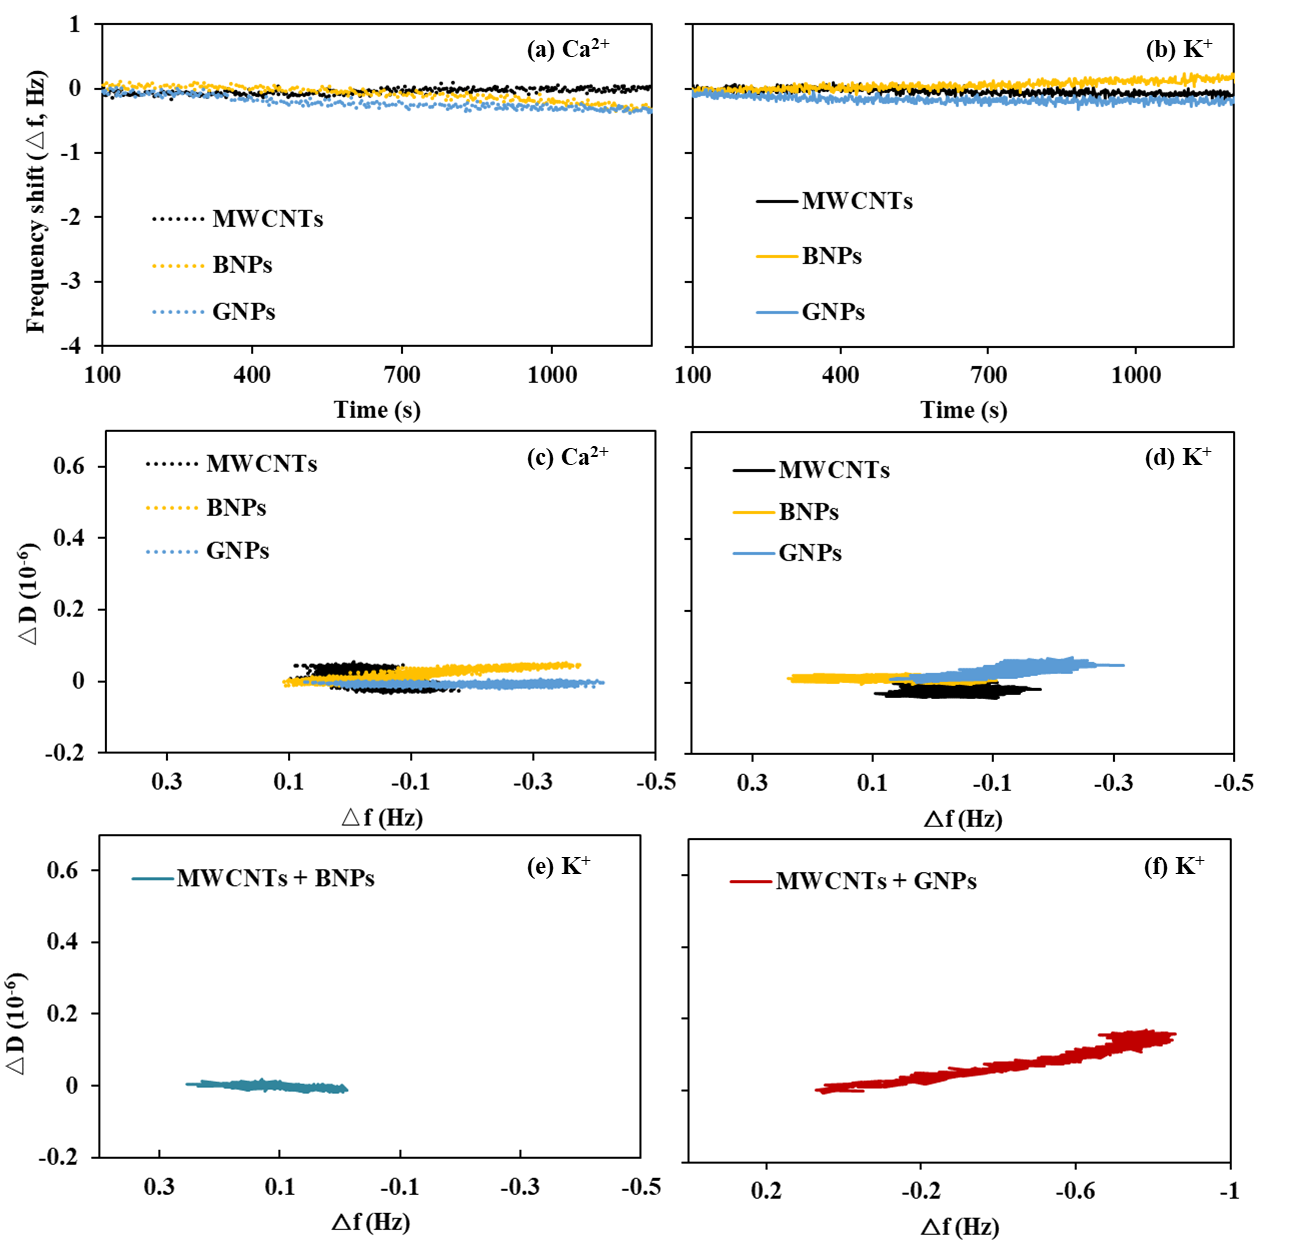 (a) Ca²⁺
(b) K⁺
Frequency shift (△f, Hz)
1
0
-1
-2
-3
-4
MWCNTs
BNPs
GNPs
MWCNTs
BNPs
GNPs
100
400
700
1000
100
400
700
1000
Time (s)
Time (s)
(c) Ca²⁺
(d) K⁺
△D (10⁻⁶)
0.6
0.4
0.2
0
-0.2
MWCNTs
BNPs
GNPs
MWCNTs
BNPs
GNPs
0.3
0.1
-0.1
-0.3
-0.5
0.3
0.1
-0.1
-0.3
-0.5
△f (Hz)
△f (Hz)
(e) K⁺
(f) K⁺
△D (10⁻⁶)
0.6
0.4
0.2
0
-0.2
MWCNTs + BNPs
MWCNTs + GNPs
0.3
0.1
-0.1
-0.3
-0.5
0.2
-0.2
-0.6
-1
△f (Hz)
△f (Hz)